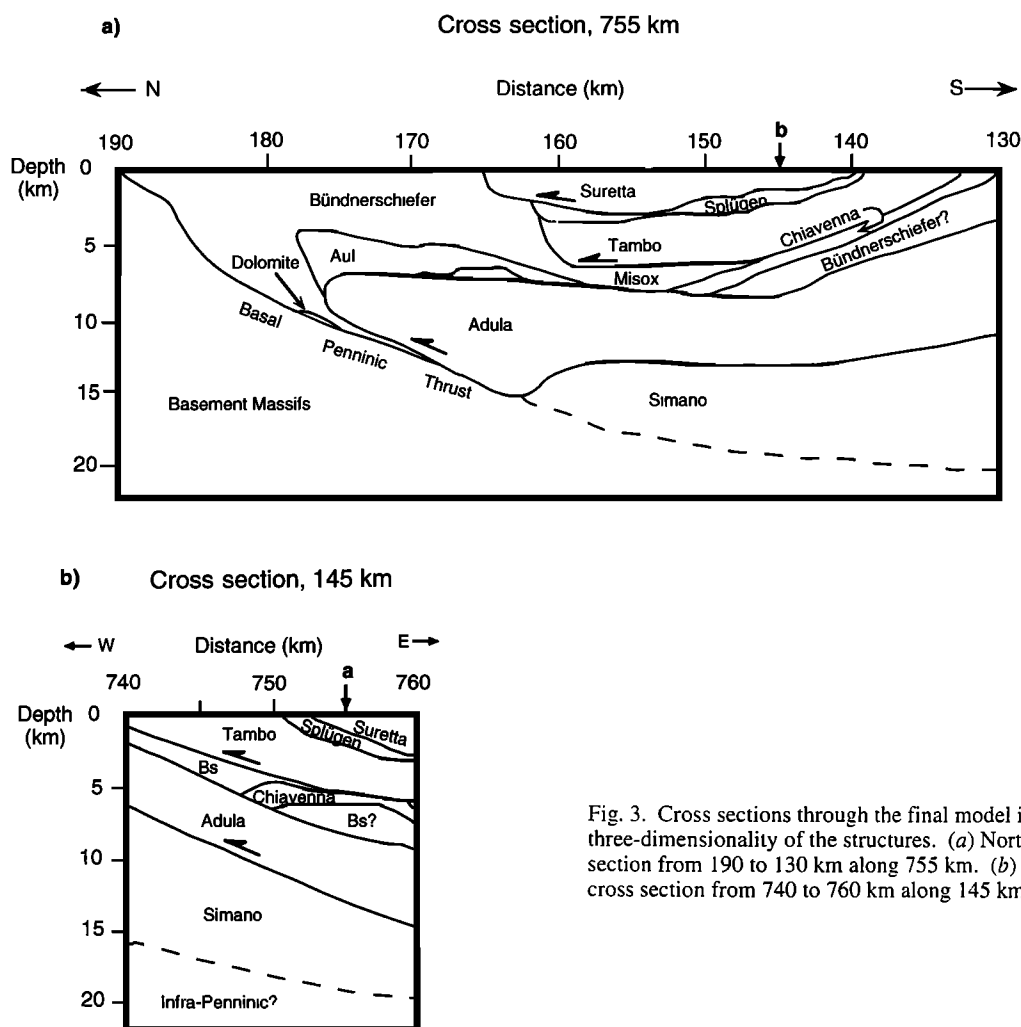 a) Cross section, 755 km
N Distance (km) S
190 180 170 160 150 b 140 130
Depth (km)
0
5
10
15
20
Bündnerschiefer
Suretta
Splügen
Tambo
Chiavenna
Bündnerschiefer?
Aul
Misox
Dolomite
Adula
Basal Penninic Thrust
Simano
Basement Massifs
b) Cross section, 145 km
W Distance (km) E
740 750 a 760
Depth (km)
0
5
10
15
20
Tambo
Splügen
Suretta
Bs
Chiavenna
Bs?
Adula
Simano
Infra-Penninic?
Fig. 3. Cross sections through the final model i
three-dimensionality of the structures. (a) Nort
section from 190 to 130 km along 755 km. (b)
cross section from 740 to 760 km along 145 km